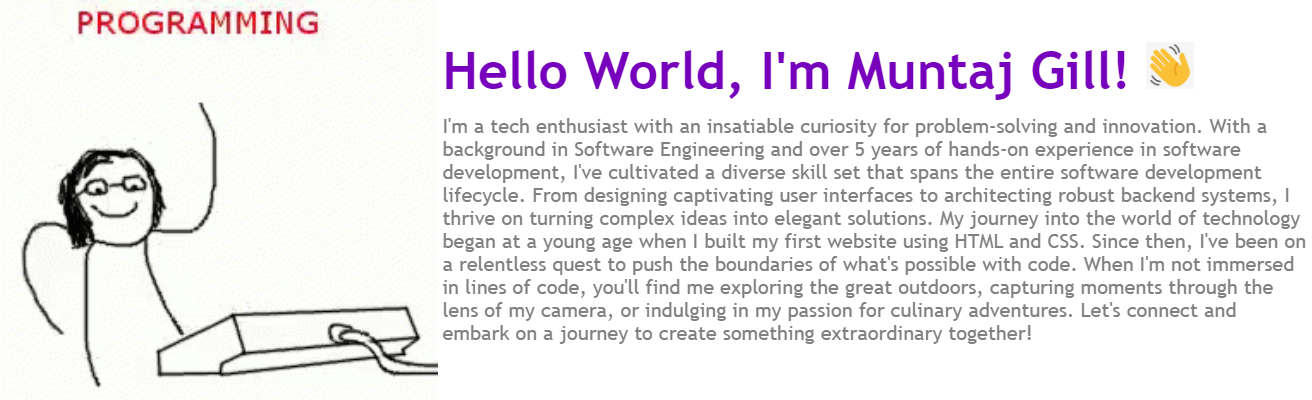 PROGRAMMING
Hello World, I'm Muntaj Gill! 👋
I'm a tech enthusiast with an insatiable curiosity for problem-solving and innovation. With a
background in Software Engineering and over 5 years of hands-on experience in software
development, I've cultivated a diverse skill set that spans the entire software development
lifecycle. From designing captivating user interfaces to architecting robust backend systems, I
thrive on turning complex ideas into elegant solutions. My journey into the world of technology
began at a young age when I built my first website using HTML and CSS. Since then, I've been on
a relentless quest to push the boundaries of what's possible with code. When I'm not immersed
in lines of code, you'll find me exploring the great outdoors, capturing moments through the
lens of my camera, or indulging in my passion for culinary adventures. Let's connect and
embark on a journey to create something extraordinary together!